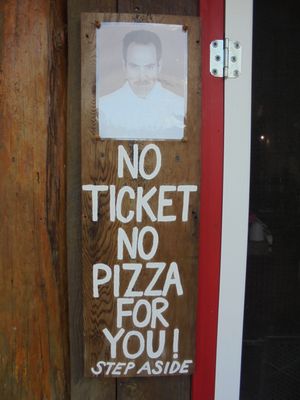 NO
TICKET
NO
PIZZA
FOR
YOU!
STEP ASIDE